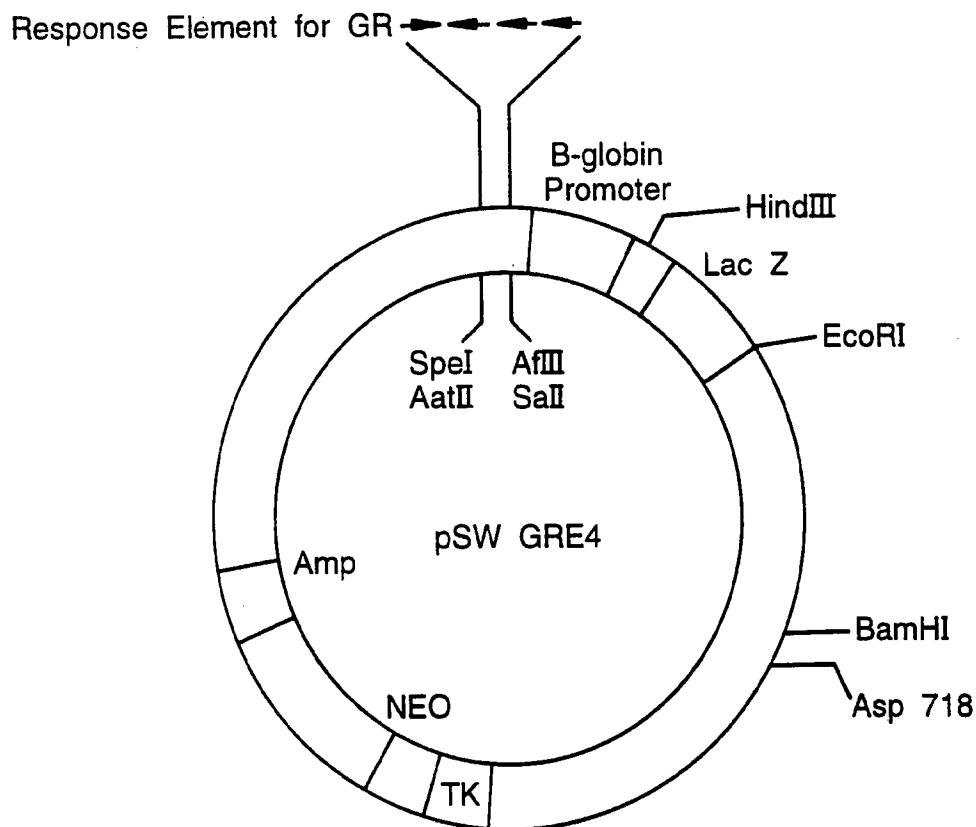 Response Element for GR
B-globin
Promoter
HindIII
Lac Z
EcoRI
SpeI
AatII
AflII
SalI
pSW GRE4
Amp
BamHI
Asp 718
NEO
TK